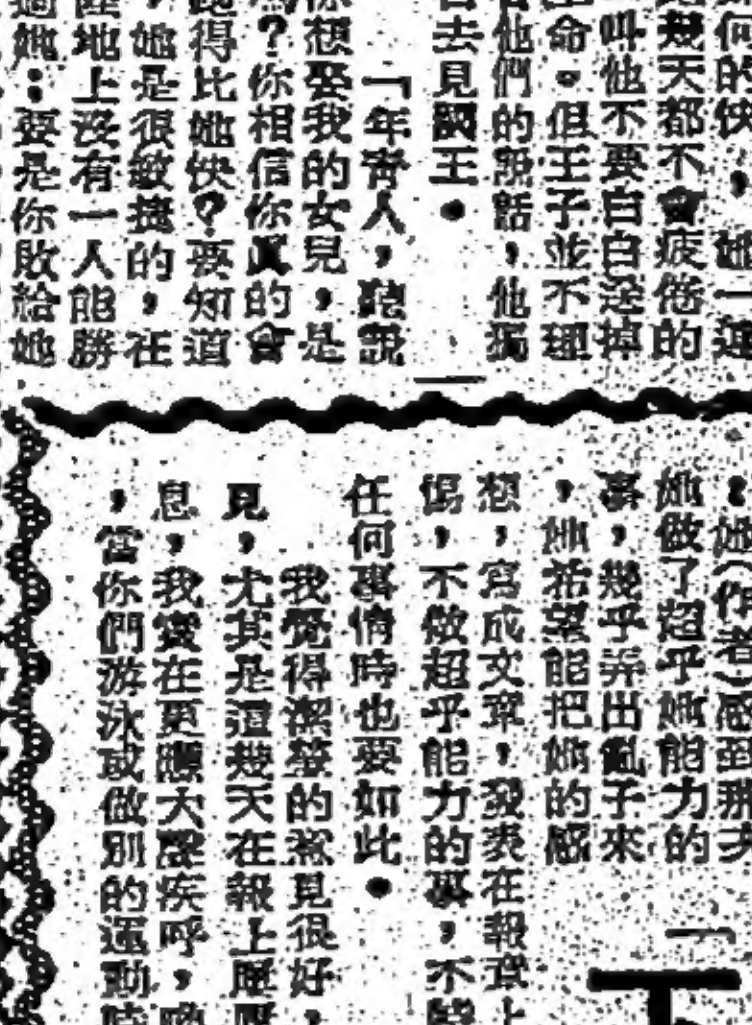 何的快，她一連
幾天都不會疲倦的
叫他不要白白送掉
生命。但王子並不理
他們的說話，他獨
去見國王。
「年靑人，聽說
你想娶我的女兒，是
？你相信你真的會
跑得比她快？要知道
，她是很敏捷的，在
陸地上沒有一人能勝
過她：要是你敗給她
：她（作者）感到那次
她做了超乎她能力的
事，幾乎弄出亂子來
，她希望能把她的感
想，寫成文章，發表在報章上
，不做超乎能力的事，不
任何事情時也要如此。
我覺得潔瑩的意見很好，
見，尤其是這幾天在報上
息，我實在更應大聲疾呼，
，當你們游泳或做別的運動時